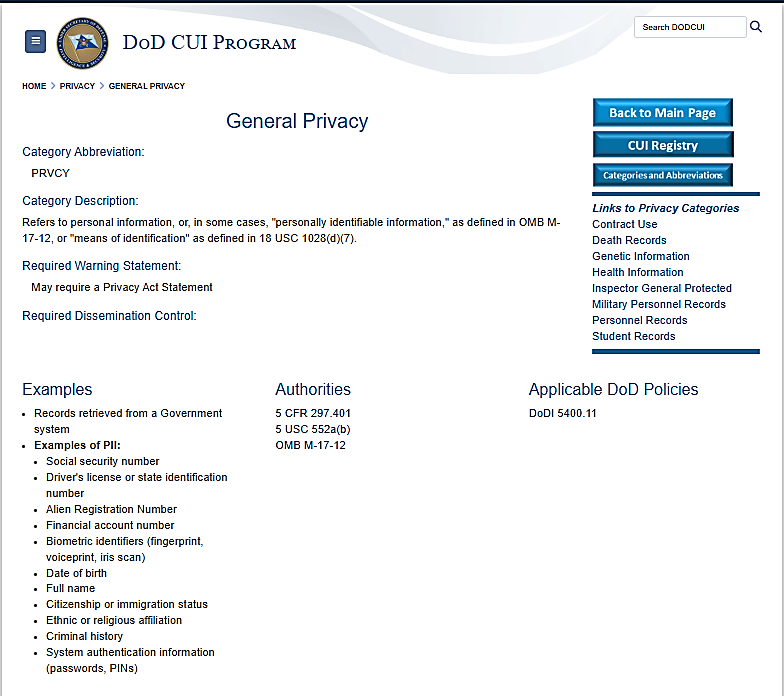 DoD CUI Program
Search DODCUI
HOME > PRIVACY > GENERAL PRIVACY
General Privacy
Category Abbreviation:
PRVCY
Category Description:
Refers to personal information, or, in some cases, "personally identifiable information," as defined in OMB M-
17-12, or "means of identification" as defined in 18 USC 1028(d)(7).
Required Warning Statement:
May require a Privacy Act Statement
Required Dissemination Control:
Back to Main Page
CUI Registry
Categories and Abbreviations
Links to Privacy Categories
Contract Use
Death Records
Genetic Information
Health Information
Inspector General Protected
Military Personnel Records
Personnel Records
Student Records
Examples
• Records retrieved from a Government
system
• Examples of PII:
• Social security number
• Driver's license or state identification
number
• Alien Registration Number
• Financial account number
• Biometric identifiers (fingerprint,
voiceprint, iris scan)
• Date of birth
• Full name
• Citizenship or immigration status
• Ethnic or religious affiliation
• Criminal history
• System authentication information
(passwords, PINs)
Authorities
5 CFR 297.401
5 USC 552a(b)
OMB M-17-12
Applicable DoD Policies
DoDI 5400.11